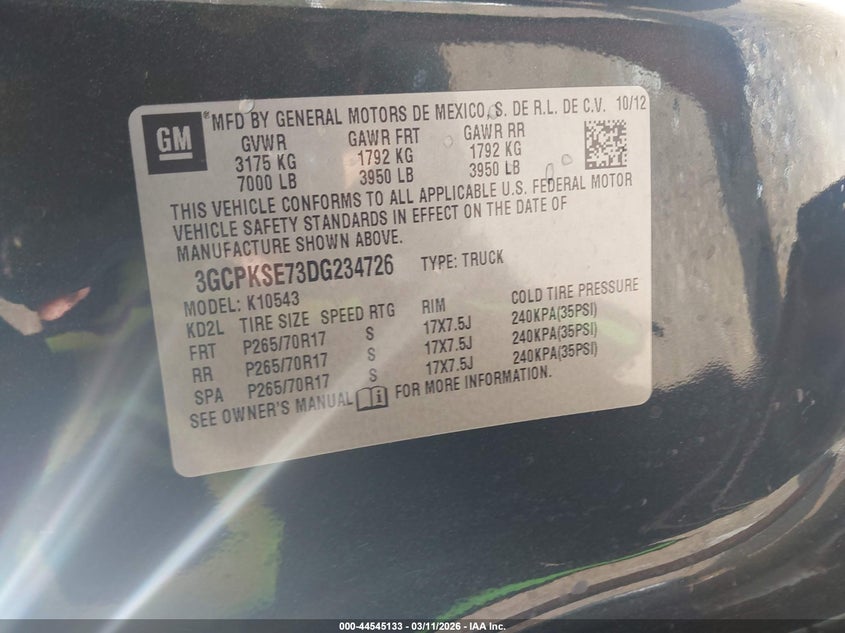 GM
® MFD BY GENERAL MOTORS DE MEXICO, S. DE R.L. DE C.V. 10/12
GVWR GAWR FRT GAWR RR
3175 KG 1792 KG 1792 KG
7000 LB 3950 LB 3950 LB
THIS VEHICLE CONFORMS TO ALL APPLICABLE U.S. FEDERAL MOTOR
VEHICLE SAFETY STANDARDS IN EFFECT ON THE DATE OF
MANUFACTURE SHOWN ABOVE.
3GCPKSE73DG234726 TYPE: TRUCK
MODEL: K10543
KD2L TIRE SIZE SPEED RTG RIM COLD TIRE PRESSURE
FRT P265/70R17 S 17X7.5J 240KPA(35PSI)
RR P265/70R17 S 17X7.5J 240KPA(35PSI)
SPA P265/70R17 S 17X7.5J 240KPA(35PSI)
SEE OWNER'S MANUAL FOR MORE INFORMATION.
000-44545133 - 03/11/2026 - IAA Inc.